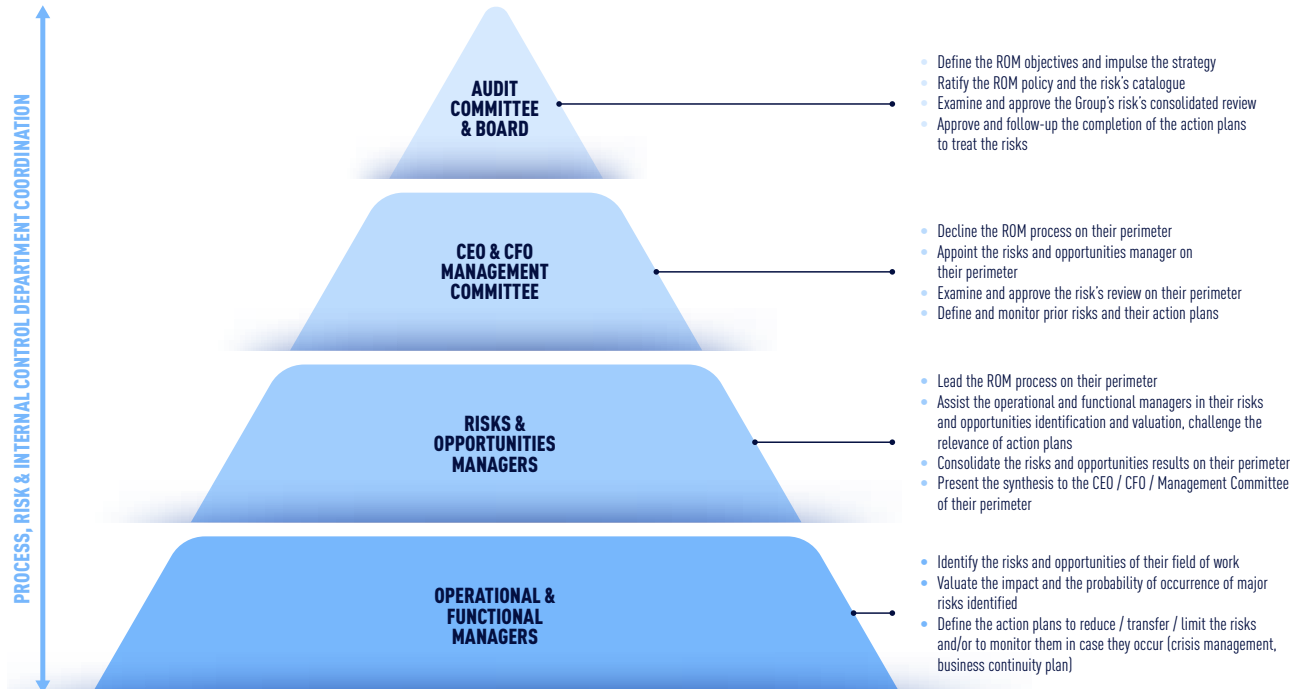 PROCESS, RISK & INTERNAL CONTROL DEPARTMENT COORDINATION
AUDIT
COMMITTEE
& BOARD
Define the ROM objectives and impulse the strategy
Ratify the ROM policy and the risk's catalogue
Examine and approve the Group's risk's consolidated review
Approve and follow-up the completion of the action plans
to treat the risks
CEO & CFO
MANAGEMENT
COMMITTEE
Decline the ROM process on their perimeter
Appoint the risks and opportunities manager on
their perimeter
Examine and approve the risk's review on their perimeter
Define and monitor prior risks and their action plans
RISKS &
OPPORTUNITIES
MANAGERS
Lead the ROM process on their perimeter
Assist the operational and functional managers in their risks
and opportunities identification and valuation, challenge the
relevance of action plans
Consolidate the risks and opportunities results on their perimeter
Present the synthesis to the CEO / CFO / Management Committee
of their perimeter
OPERATIONAL &
FUNCTIONAL
MANAGERS
Identify the risks and opportunities of their field of work
Valuate the impact and the probability of occurrence of major
risks identified
Define the action plans to reduce / transfer / limit the risks
and/or to monitor them in case they occur (crisis management,
business continuity plan)